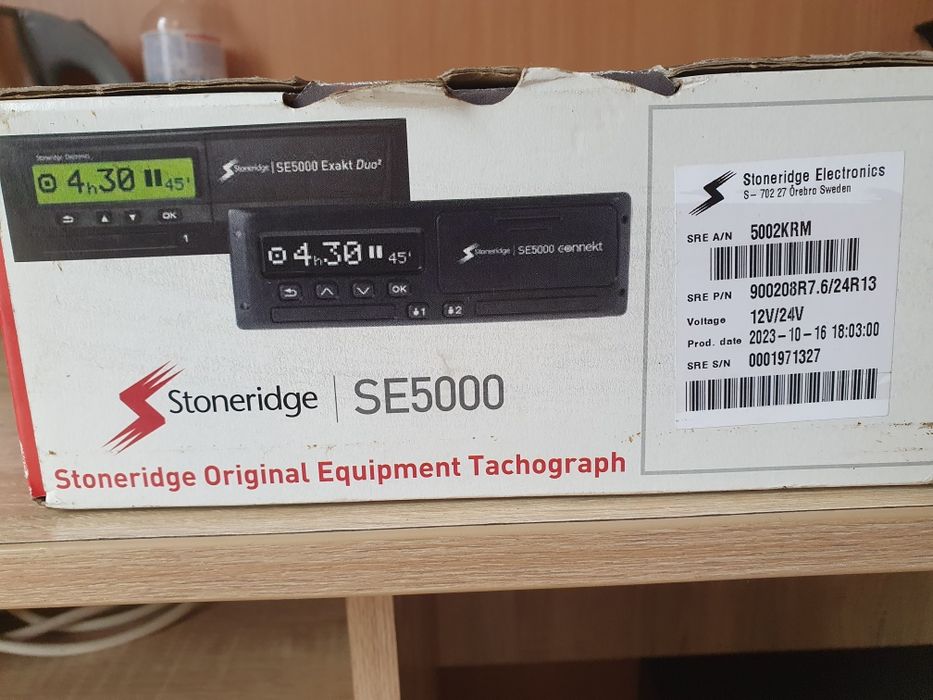 Stoneridge Electronics
4h30 45'
Stoneridge | SE5000 Exakt Duo²
OK
1
4h30 45'
Stoneridge | SE5000 connekt
OK
1 2
Stoneridge | SE5000
Stoneridge Original Equipment Tachograph
Stoneridge Electronics
S-702 27 Örebro Sweden
SRE A/N 5002KRM
SRE P/N 900208R7.6/24R13
Voltage 12V/24V
Prod. date 2023-10-16 18:03:00
SRE S/N 0001971327